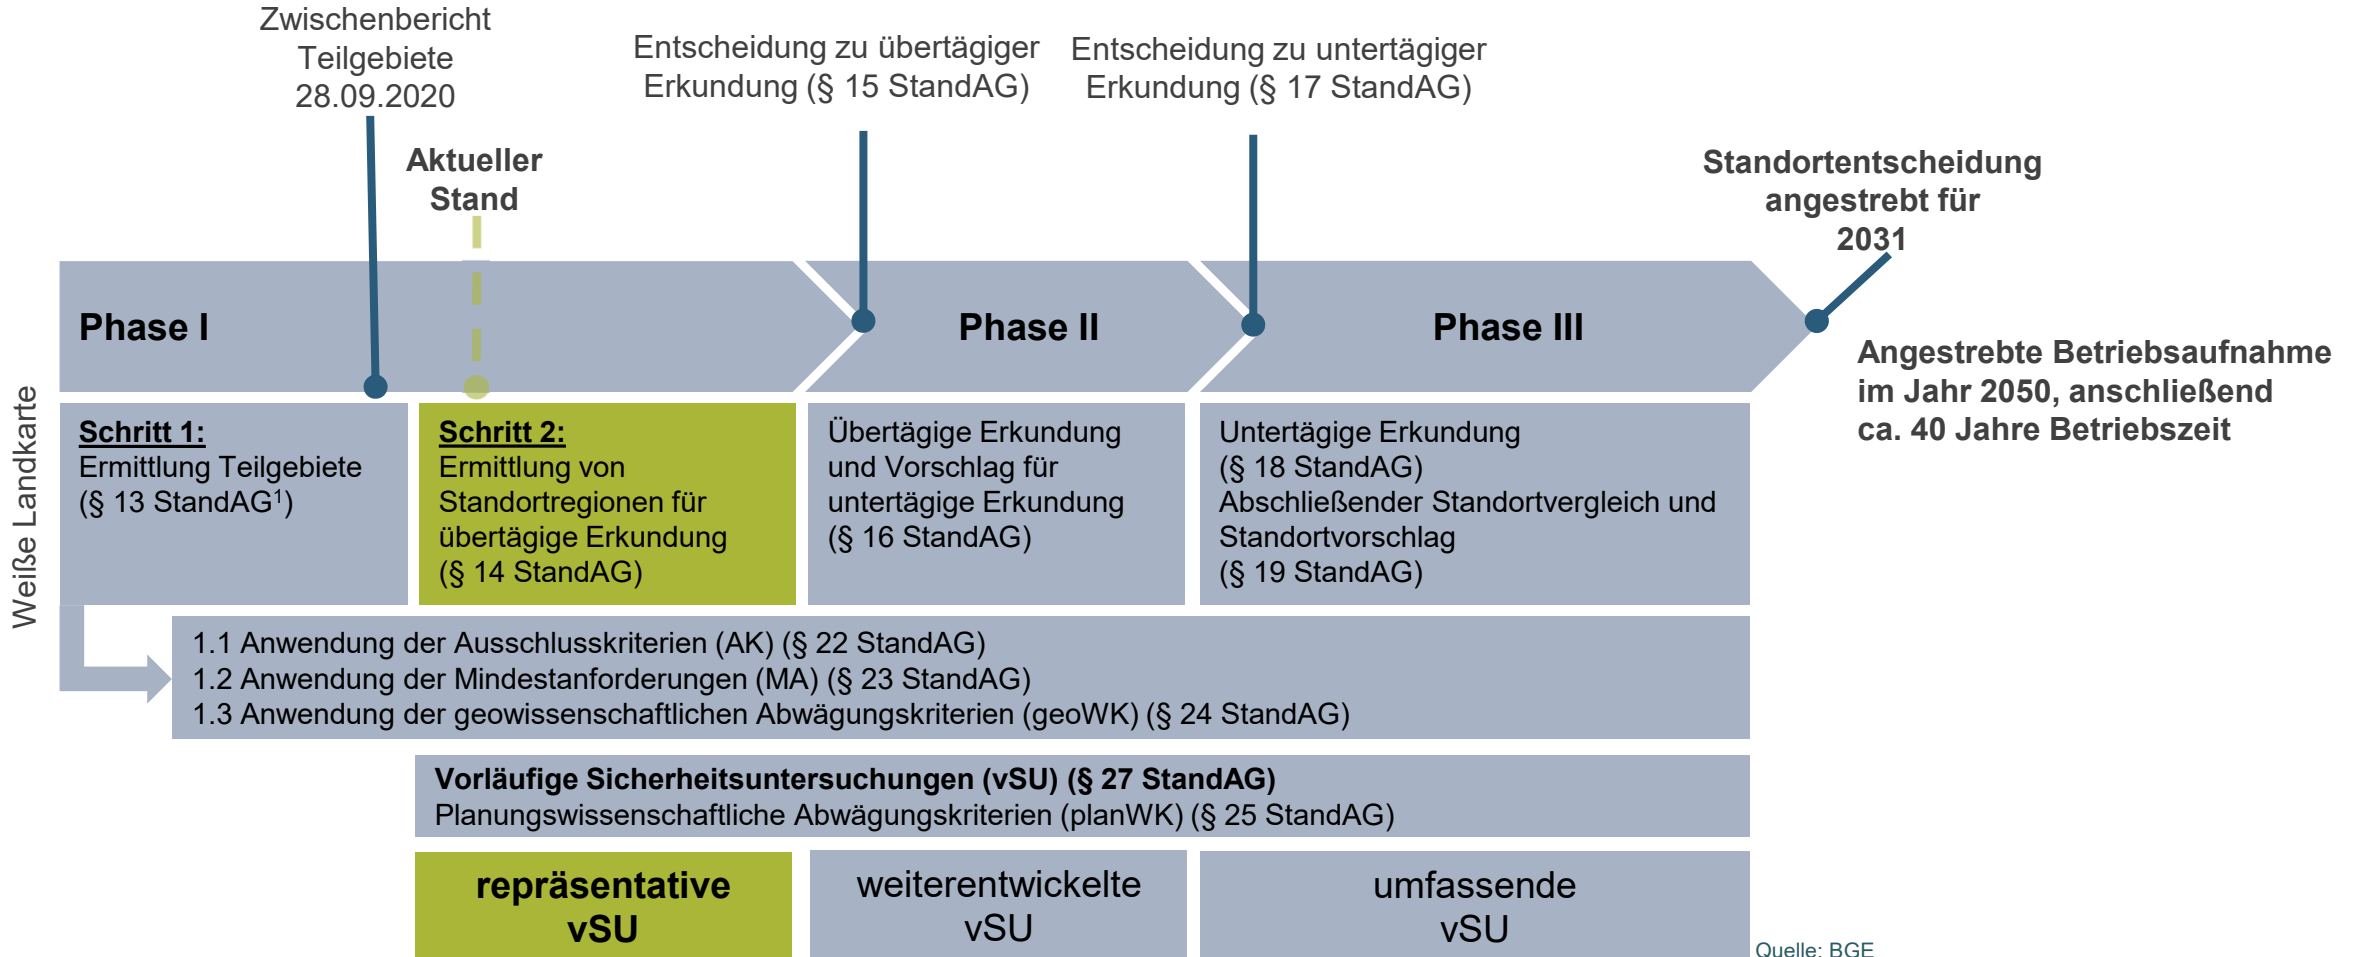 Zwischenbericht
Teilgebiete
28.09.2020
Aktueller
Stand
Entscheidung zu übertägiger
Erkundung (§ 15 StandAG)
Entscheidung zu untertägiger
Erkundung (§ 17 StandAG)
Standortentscheidung
angestrebt für
2031
Phase I
Phase II
Phase III
Angestrebte Betriebsaufnahme
im Jahr 2050, anschließend
ca. 40 Jahre Betriebszeit
Weiße Landkarte
Schritt 1:
Ermittlung Teilgebiete
(§ 13 StandAG¹)
Schritt 2:
Ermittlung von
Standortregionen für
übertägige Erkundung
(§ 14 StandAG)
Übertägige Erkundung
und Vorschlag für
untertägige Erkundung
(§ 16 StandAG)
Untertägige Erkundung
(§ 18 StandAG)
Abschließender Standortvergleich und
Standortvorschlag
(§ 19 StandAG)
1.1 Anwendung der Ausschlusskriterien (AK) (§ 22 StandAG)
1.2 Anwendung der Mindestanforderungen (MA) (§ 23 StandAG)
1.3 Anwendung der geowissenschaftlichen Abwägungskriterien (geoWK) (§ 24 StandAG)
Vorläufige Sicherheitsuntersuchungen (vSU) (§ 27 StandAG)
Planungswissenschaftliche Abwägungskriterien (planWK) (§ 25 StandAG)
repräsentative
vSU
weiterentwickelte
vSU
umfassende
vSU
Quelle: BGE